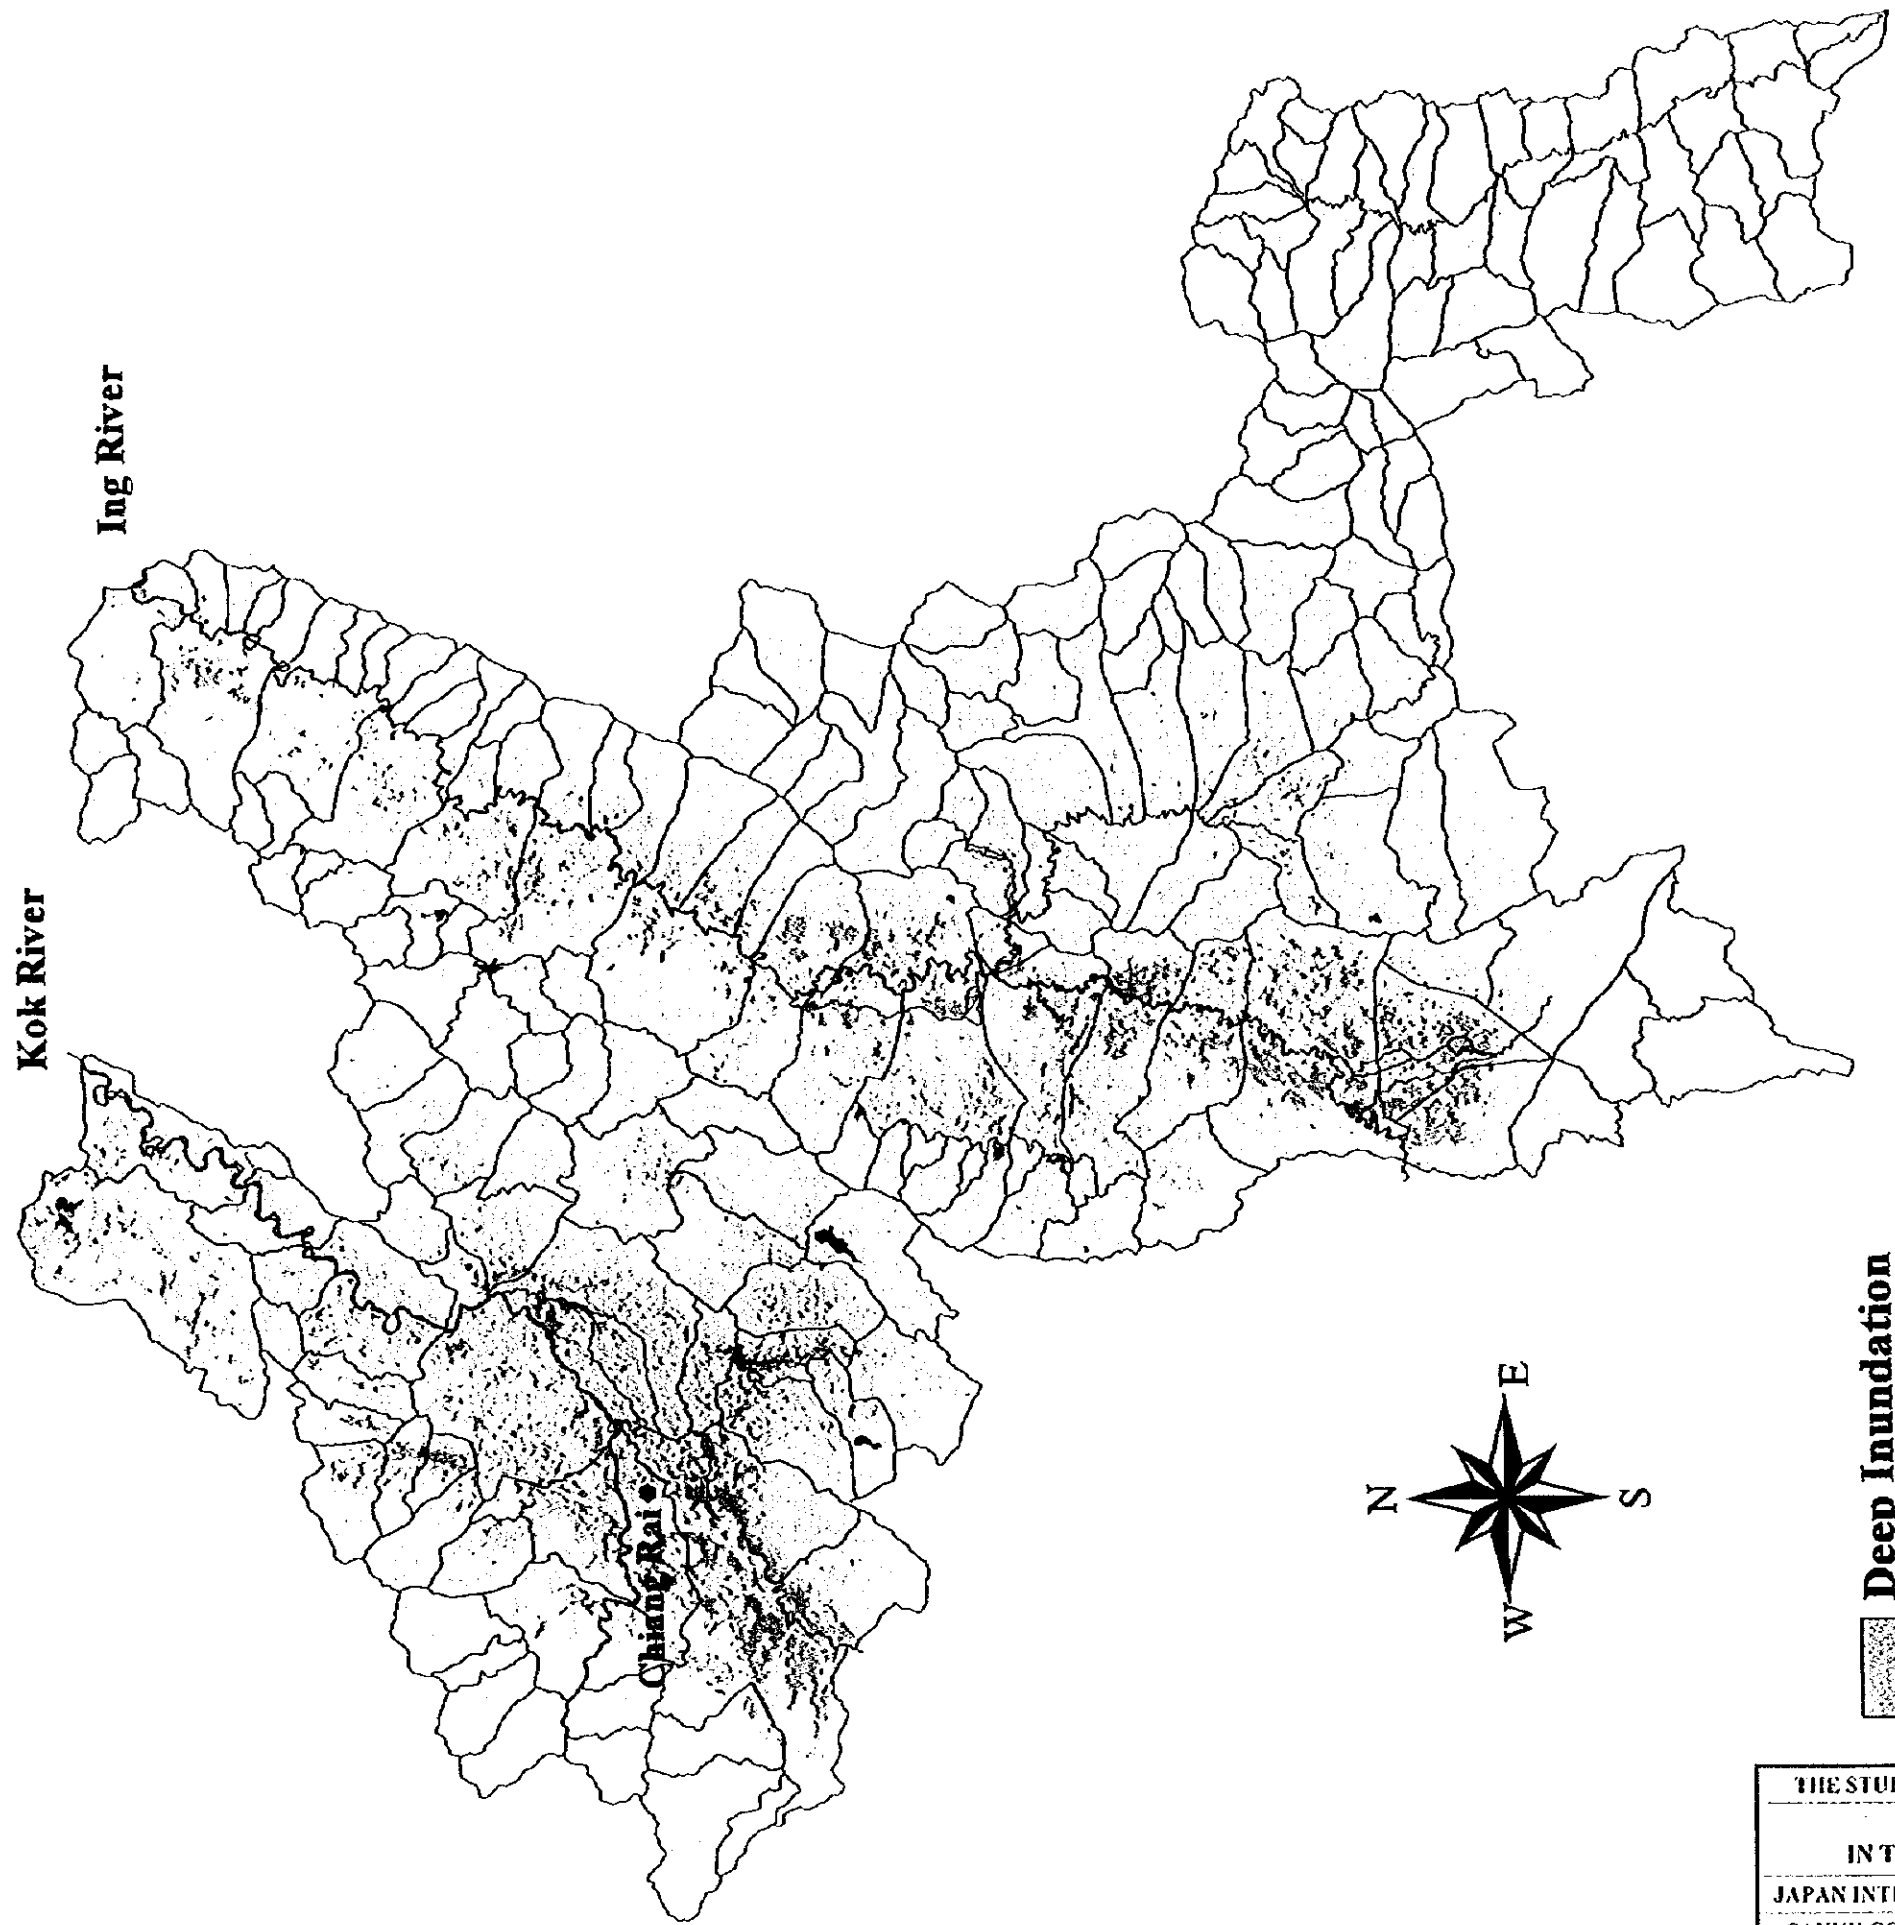 Kok River
Ing River
Chiang Rai
N
E
S
W
Deep Inundation
THE STU
IN T
JAPAN INT